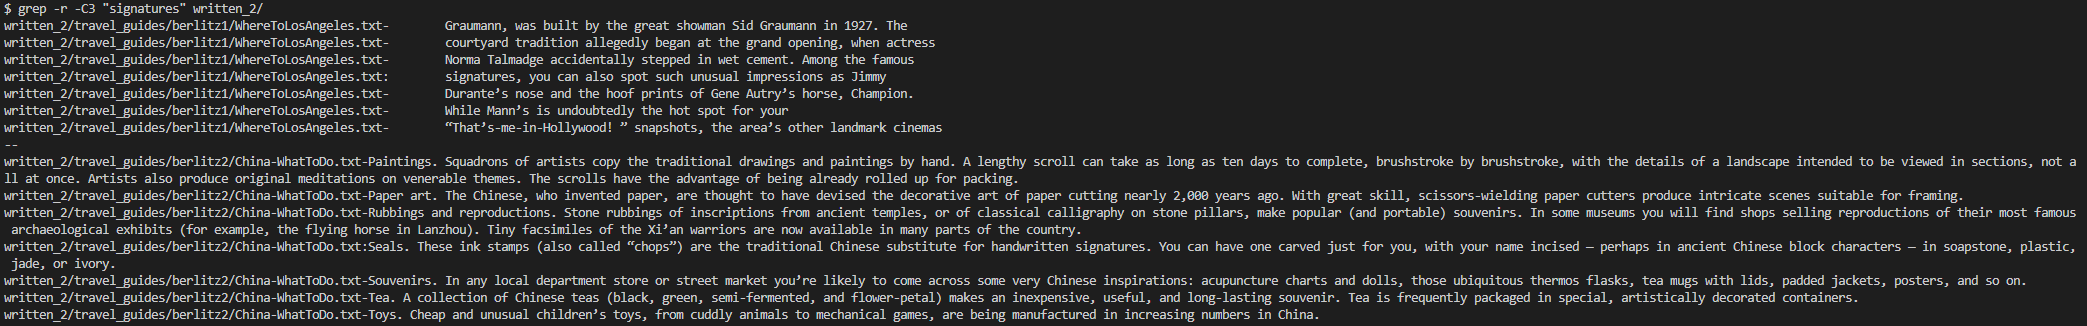 $ grep -r -C3 "signatures" written_2/
written_2/travel_guides/berlitz1/WhereToLosAngeles.txt-        Graumann, was built by the great showman Sid Graumann in 1927. The
written_2/travel_guides/berlitz1/WhereToLosAngeles.txt-        courtyard tradition allegedly began at the grand opening, when actress
written_2/travel_guides/berlitz1/WhereToLosAngeles.txt-        Norma Talmadge accidentally stepped in wet cement. Among the famous
written_2/travel_guides/berlitz1/WhereToLosAngeles.txt:        signatures, you can also spot such unusual impressions as Jimmy
written_2/travel_guides/berlitz1/WhereToLosAngeles.txt-        Durante’s nose and the hoof prints of Gene Autry’s horse, Champion.
written_2/travel_guides/berlitz1/WhereToLosAngeles.txt-        While Mann’s is undoubtedly the hot spot for your
written_2/travel_guides/berlitz1/WhereToLosAngeles.txt-        “That’s-me-in-Hollywood! ” snapshots, the area’s other landmark cinemas
--
written_2/travel_guides/berlitz2/China-WhatToDo.txt-Paintings. Squadrons of artists copy the traditional drawings and paintings by hand. A lengthy scroll can take as long as ten days to complete, brushstroke by brushstroke, with the details of a landscape intended to be viewed in sections, not a
ll at once. Artists also produce original meditations on venerable themes. The scrolls have the advantage of being already rolled up for packing.
written_2/travel_guides/berlitz2/China-WhatToDo.txt-Paper art. The Chinese, who invented paper, are thought to have devised the decorative art of paper cutting nearly 2,000 years ago. With great skill, scissors-wielding paper cutters produce intricate scenes suitable for framing.
written_2/travel_guides/berlitz2/China-WhatToDo.txt-Rubbings and reproductions. Stone rubbings of inscriptions from ancient temples, or of classical calligraphy on stone pillars, make popular (and portable) souvenirs. In some museums you will find shops selling reproductions of their most famous
archaeological exhibits (for example, the flying horse in Lanzhou). Tiny facsimiles of the Xi’an warriors are now available in many parts of the country.
written_2/travel_guides/berlitz2/China-WhatToDo.txt:Seals. These ink stamps (also called “chops”) are the traditional Chinese substitute for handwritten signatures. You can have one carved just for you, with your name incised — perhaps in ancient Chinese block characters — in soapstone, plastic,
jade, or ivory.
written_2/travel_guides/berlitz2/China-WhatToDo.txt-Souvenirs. In any local department store or street market you’re likely to come across some very Chinese inspirations: acupuncture charts and dolls, those ubiquitous thermos flasks, tea mugs with lids, padded jackets, posters, and so on.
written_2/travel_guides/berlitz2/China-WhatToDo.txt-Tea. A collection of Chinese teas (black, green, semi-fermented, and flower-petal) makes an inexpensive, useful, and long-lasting souvenir. Tea is frequently packaged in special, artistically decorated containers.
written_2/travel_guides/berlitz2/China-WhatToDo.txt-Toys. Cheap and unusual children’s toys, from cuddly animals to mechanical games, are being manufactured in increasing numbers in China.